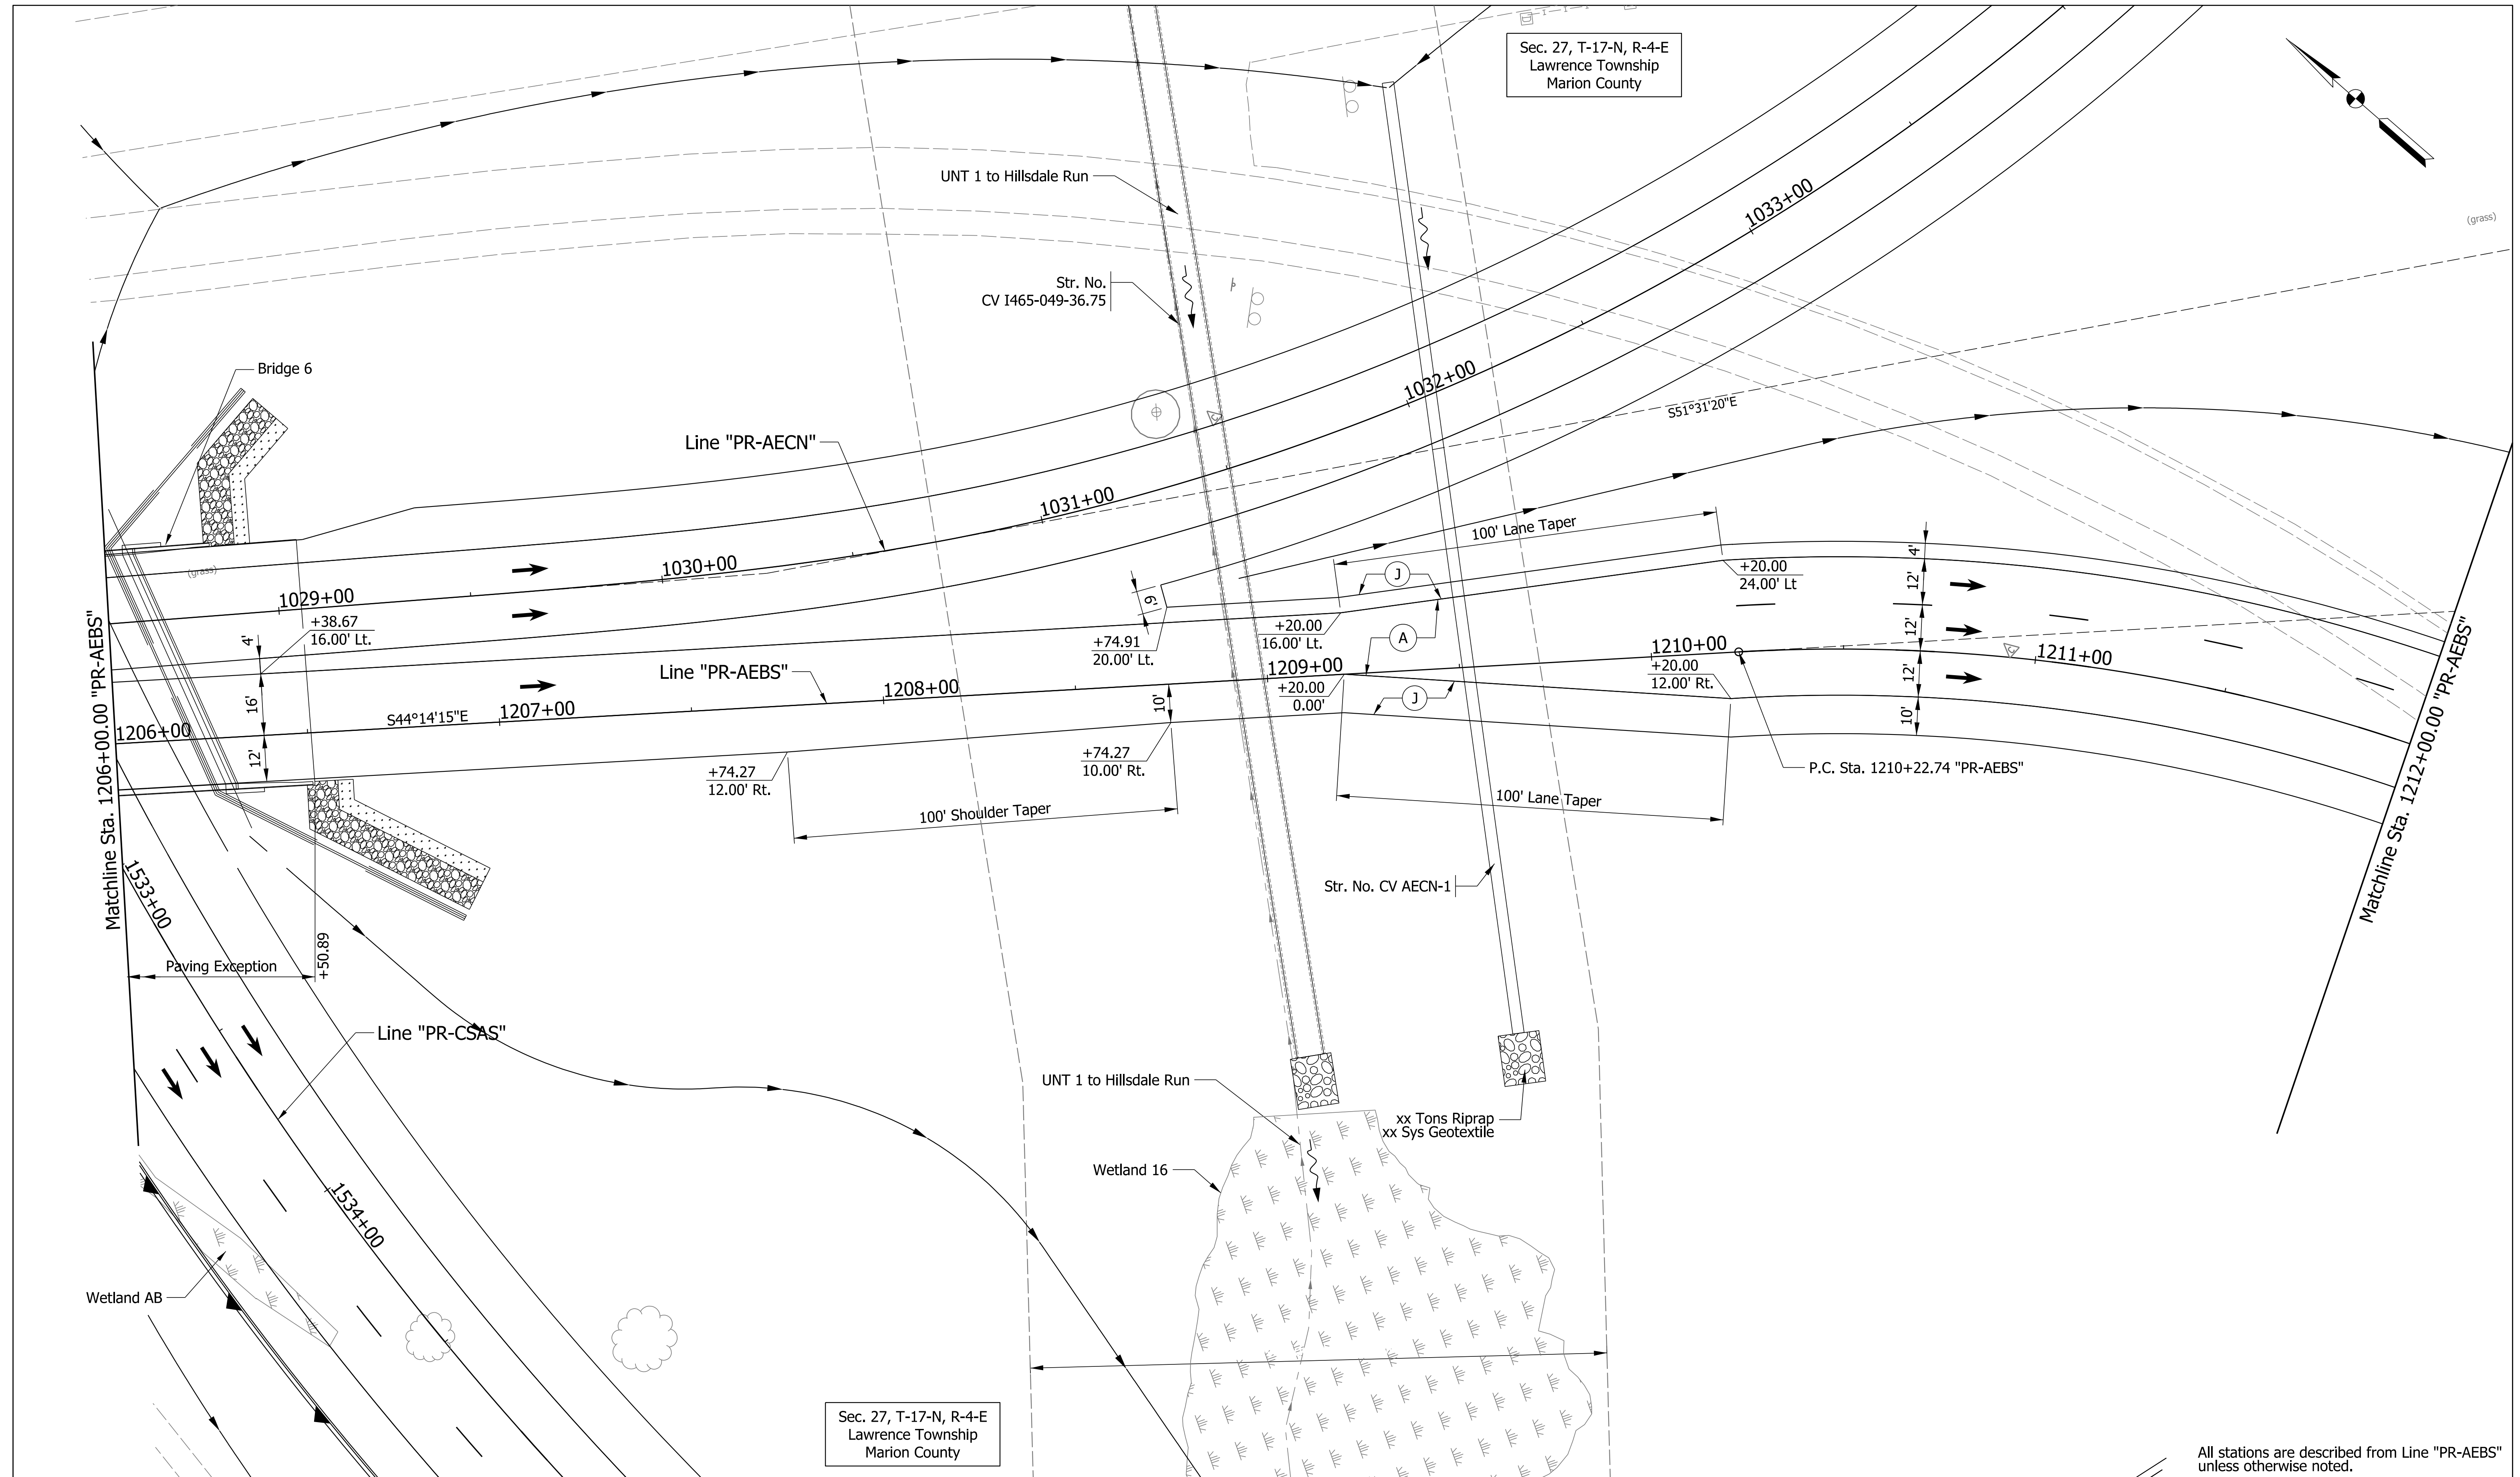 Sec. 27, T-17-N, R-4-E
Lawrence Township
Marion County
UNT 1 to Hillsdale Run
1033+00
(grass)
Str. No.
CV I465-049-36.75
Bridge 6
1032+00
S51°31'20"E
Line "PR-AECN"
1031+00
100' Lane Taper
1030+00
(grass)
1029+00
J
4'
+20.00
24.00' Lt
12'
+38.67
16.00' Lt.
4'
6'
+74.91
20.00' Lt.
+20.00
16.00' Lt.
A
12'
1210+00
1211+00
Line "PR-AEBS"
1209+00
+20.00
12.00' Rt.
12'
1208+00
+20.00
0.00'
J
16'
S44°14'15"E
1207+00
10'
10'
1206+00
12'
+74.27
12.00' Rt.
+74.27
10.00' Rt.
P.C. Sta. 1210+22.74 "PR-AEBS"
100' Shoulder Taper
100' Lane Taper
Matchline Sta. 1206+00.00 "PR-AEBS"
Matchline Sta. 1212+00.00 "PR-AEBS"
1533+00
Str. No. CV AECN-1
+50.89
Paving Exception
Line "PR-CSAS"
UNT 1 to Hillsdale Run
xx Tons Riprap
xx Sys Geotextile
Wetland 16
1534+00
Wetland AB
Sec. 27, T-17-N, R-4-E
Lawrence Township
Marion County
All stations are described from Line "PR-AEBS"
unless otherwise noted.